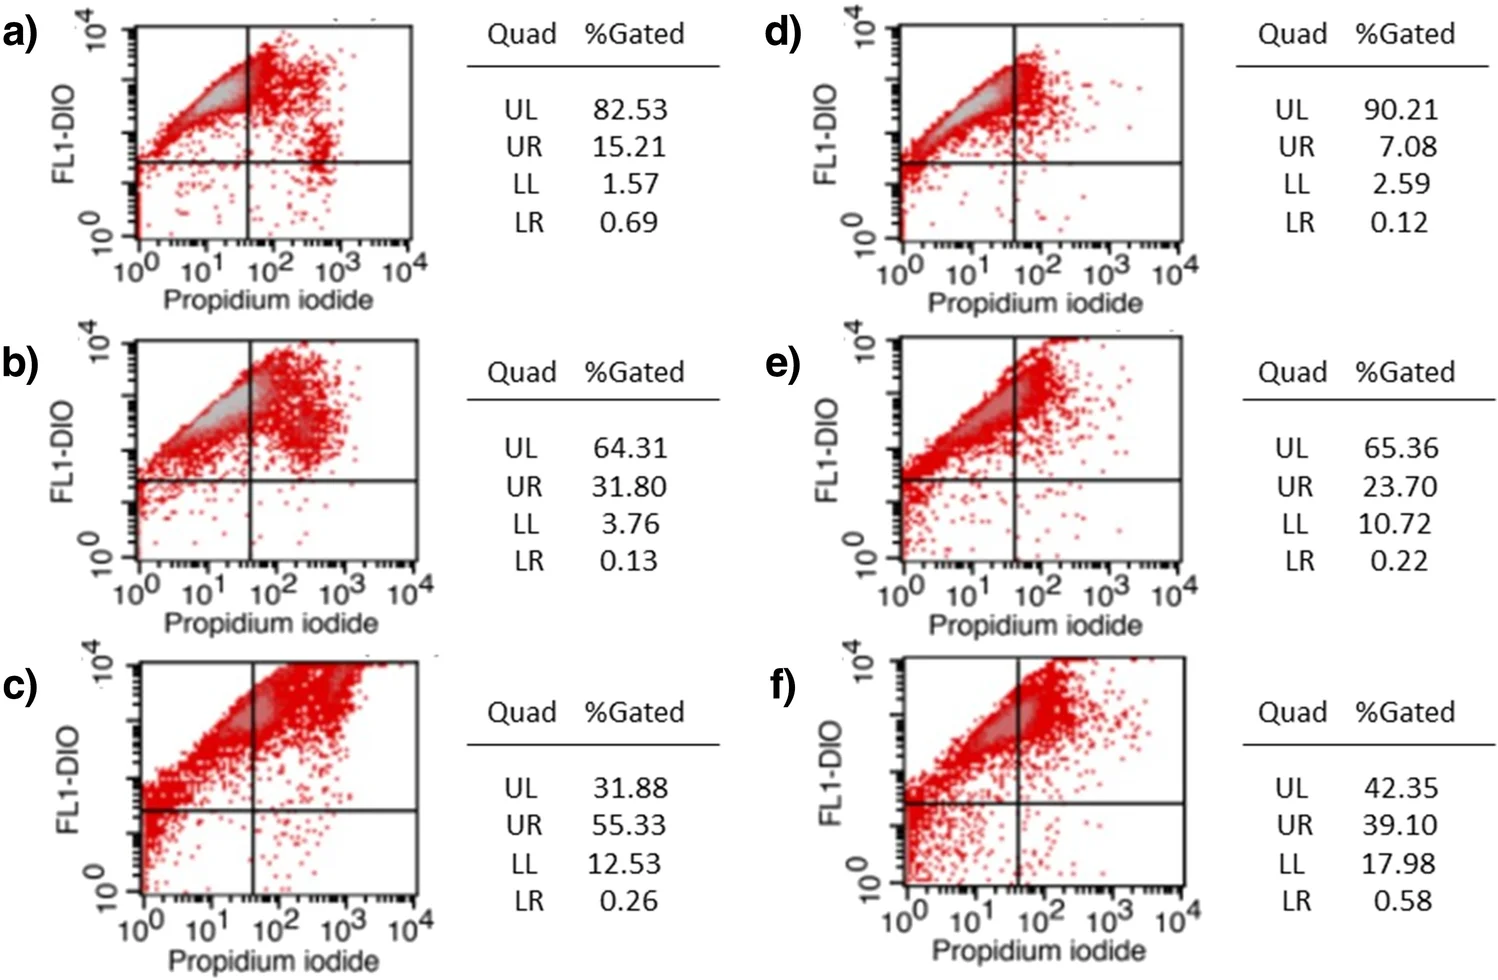 a)
10^4
FL1-DIO
10^0
10^0 10^1 10^2 10^3 10^4
Propidium iodide
Quad %Gated
UL 82.53
UR 15.21
LL 1.57
LR 0.69
d)
10^4
FL1-DIO
10^0
10^0 10^1 10^2 10^3 10^4
Propidium iodide
Quad %Gated
UL 90.21
UR 7.08
LL 2.59
LR 0.12
b)
10^4
FL1-DIO
10^0
10^0 10^1 10^2 10^3 10^4
Propidium iodide
Quad %Gated
UL 64.31
UR 31.80
LL 3.76
LR 0.13
e)
10^4
FL1-DIO
10^0
10^0 10^1 10^2 10^3 10^4
Propidium iodide
Quad %Gated
UL 65.36
UR 23.70
LL 10.72
LR 0.22
c)
10^4
FL1-DIO
10^0
10^0 10^1 10^2 10^3 10^4
Propidium iodide
Quad %Gated
UL 31.88
UR 55.33
LL 12.53
LR 0.26
f)
10^4
FL1-DIO
10^0
10^0 10^1 10^2 10^3 10^4
Propidium iodide
Quad %Gated
UL 42.35
UR 39.10
LL 17.98
LR 0.58